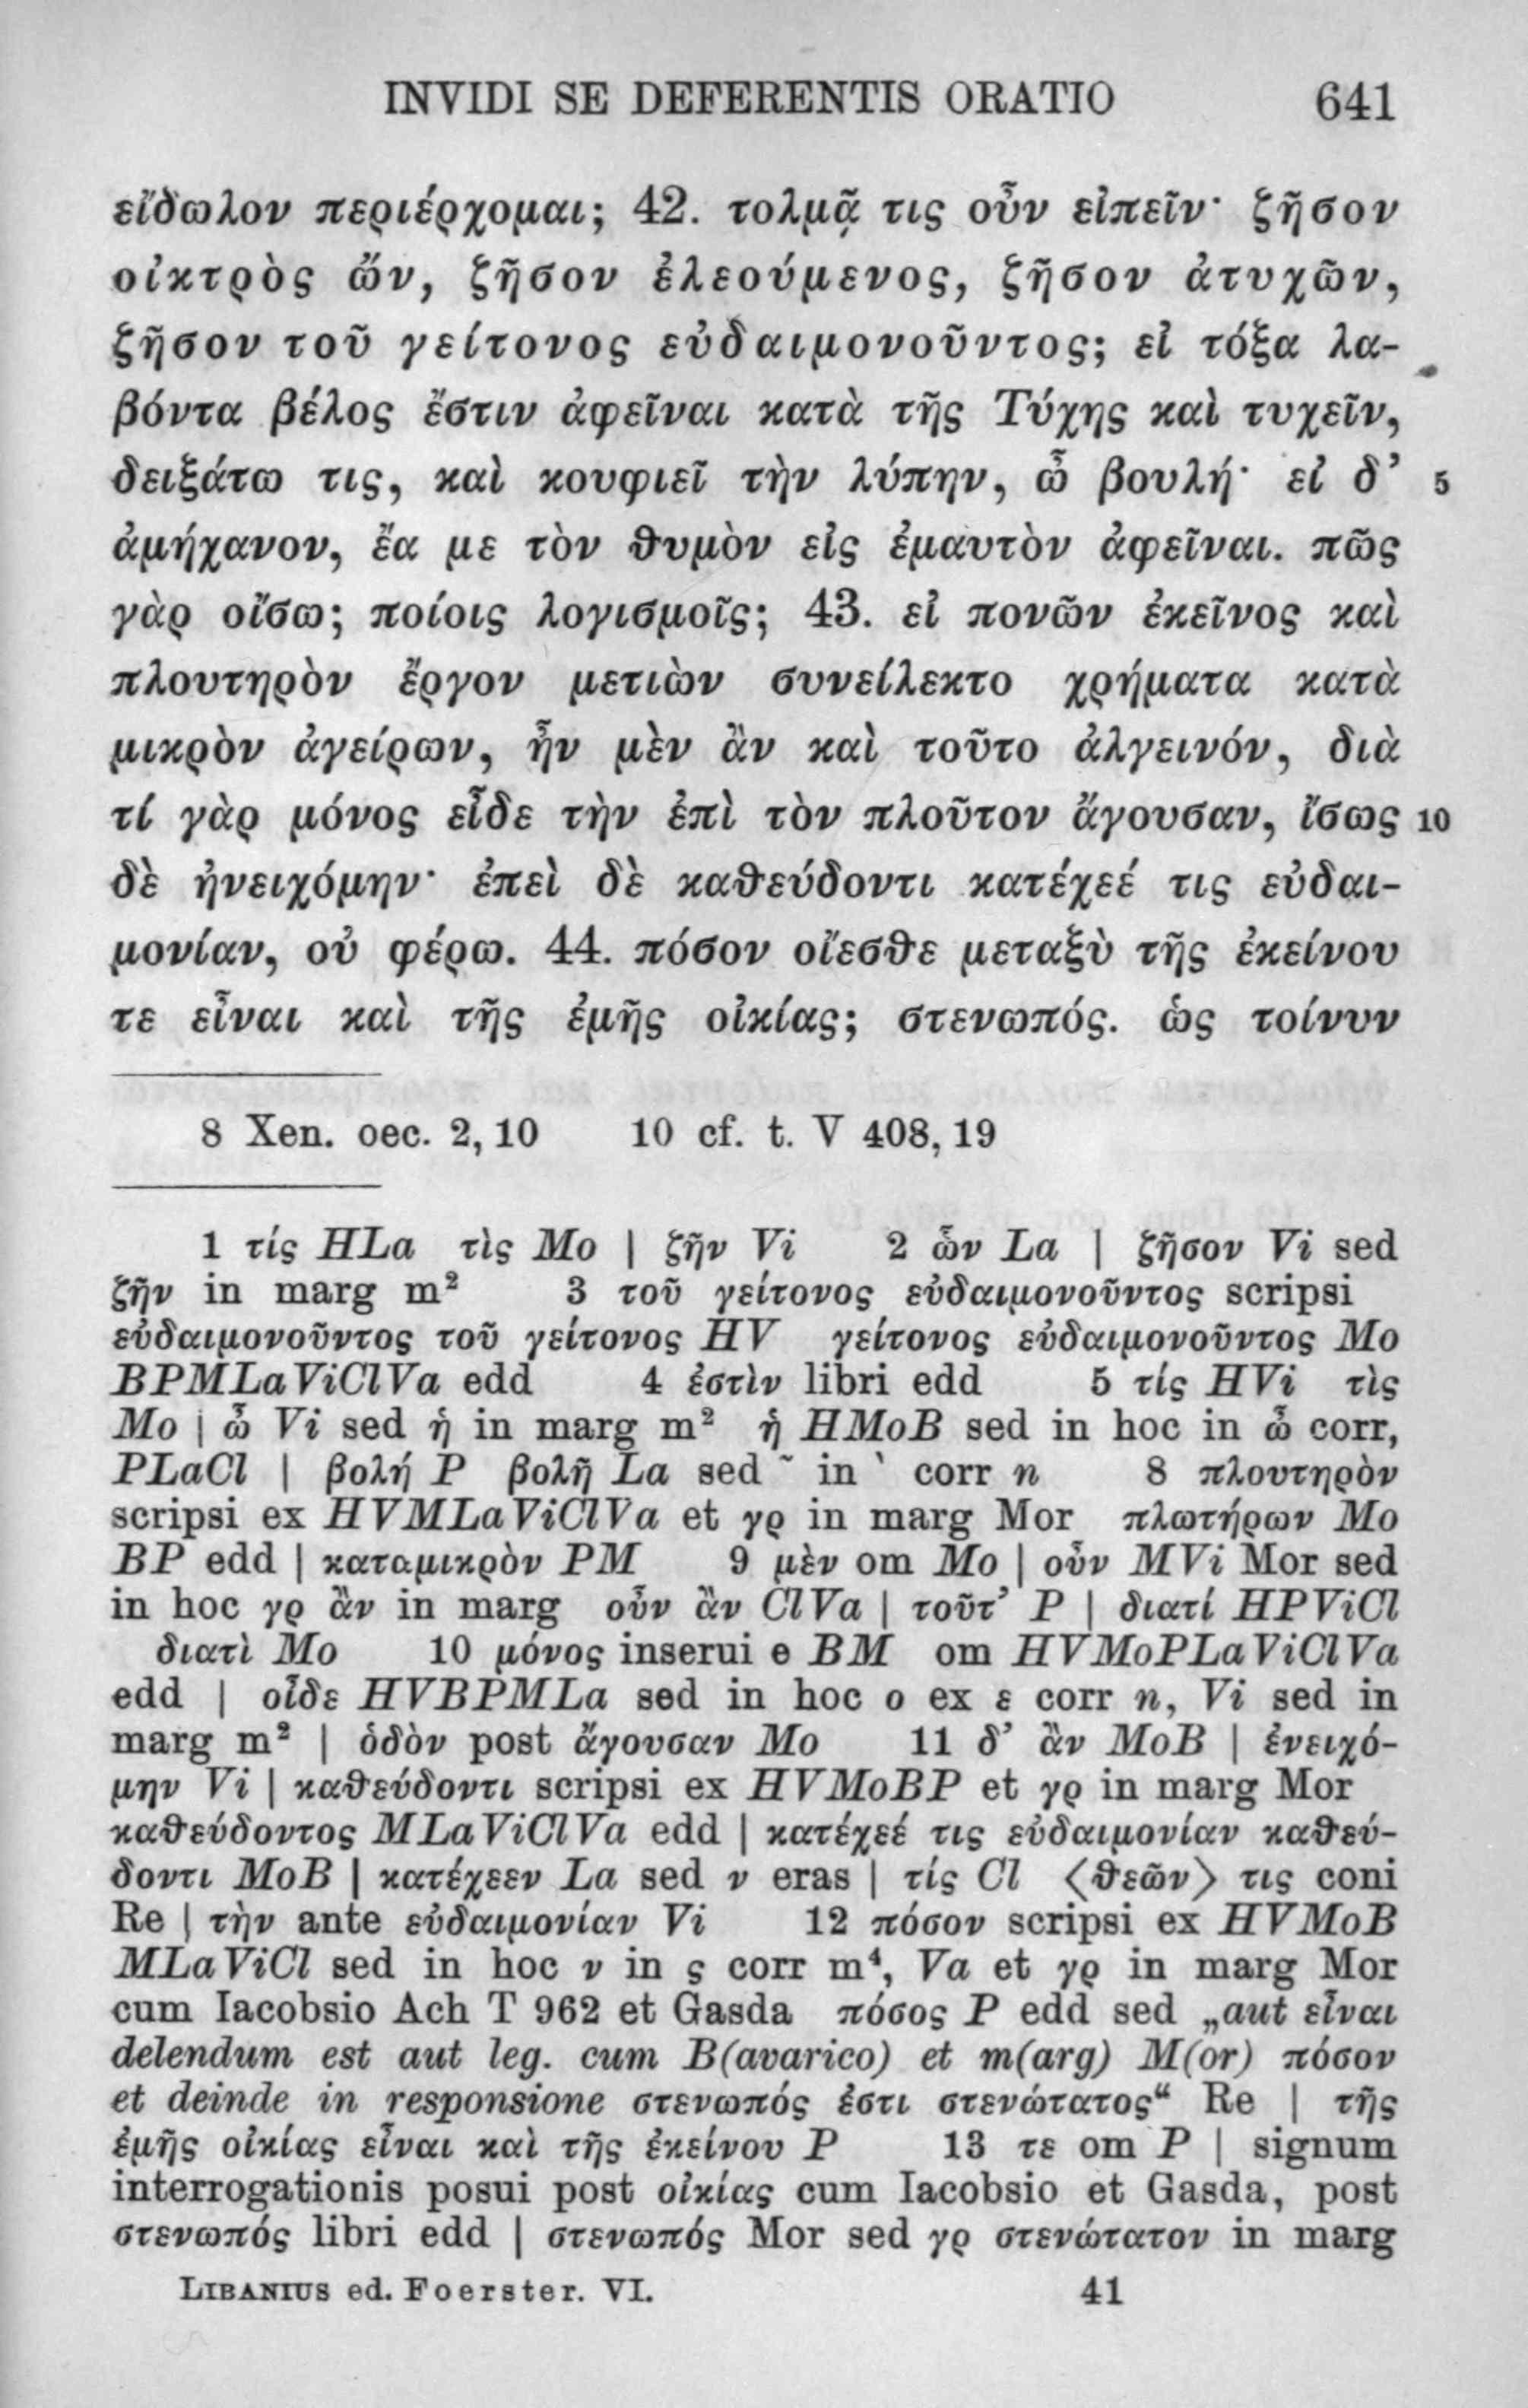 INVIDI SE DEFERENTIS ORATIO 641
εἴδωλον περιέρχομαι; 42. τολμᾷ τις οὖν εἰπεῖν· ζῆσον
οἰκτρὸς ὤν, ζῆσον ἐλεούμενος, ζῆσον ἀτυχῶν,
ζῆσον τοῦ γείτονος εὐδαιμονοῦντος; εἰ τόξα λα-
βόντα βέλος ἔστιν ἀφεῖναι κατὰ τῆς Τύχης καὶ τυχεῖν,
δειξάτω τις, καὶ κουφιεῖ τὴν λύπην, ὦ βουλή· εἰ δ’ 5
ἀμήχανον, ἔα με τὸν θυμὸν εἰς ἐμαυτὸν ἀφεῖναι. πῶς
γὰρ οἴσω; ποίοις λογισμοῖς; 43. εἰ πονῶν ἐκεῖνος καὶ
πλουτηρὸν ἔργον μετιὼν συνείλεκτο χρήματα κατὰ
μικρὸν ἀγείρων, ἦν μὲν ἂν καὶ τοῦτο ἀλγεινόν, διὰ
τί γὰρ μόνος εἶδε τὴν ἐπὶ τὸν πλοῦτον ἄγουσαν, ἴσως 10
δὲ ἠνειχόμην· ἐπεὶ δὲ καθεύδοντι κατέχεέ τις εὐδαι-
μονίαν, οὐ φέρω. 44. πόσον οἴεσθε μεταξὺ τῆς ἐκείνου
τε εἶναι καὶ τῆς ἐμῆς οἰκίας; στενωπός. ὡς τοίνυν
8 Xen. oec. 2, 10 10 cf. t. V 408, 19
1 τίς HLa τὶς Mo | ζῆν Vi 2 ὦν La | ζῆσον Vi sed
ζῆν in marg m² 3 τοῦ γείτονος εὐδαιμονοῦντος scripsi
εὐδαιμονοῦντος τοῦ γείτονος HV γείτονος εὐδαιμονοῦντος Mo
BPMLaViClVa edd 4 ἐστὶν libri edd 5 τίς HVi τὶς
Mo | ὦ Vi sed ἡ in marg m² ἡ HMoB sed in hoc in ὦ corr,
PLaCl | βολή P βολῆ La sed ῀ in ` corr n 8 πλουτηρὸν
scripsi ex HVMLaViClVa et γρ in marg Mor πλωτήρων Mo
BP edd | καταμικρὸν PM 9 μὲν om Mo | οὖν MVi Mor sed
in hoc γρ ἂν in marg οὖν ἂν ClVa | τοῦτ’ P | διατί HPViCl
διατὶ Mo 10 μόνος inserui e BM om HVMoPLaViClVa
edd | οἶδε HVBPMLa sed in hoc ο ex ε corr n, Vi sed in
marg m² | ὁδὸν post ἄγουσαν Mo 11 δ’ ἂν MoB | ἐνειχό-
μην Vi | καθεύδοντι scripsi ex HVMoBP et γρ in marg Mor
καθεύδοντος MLaViClVa edd | κατέχεέ τις εὐδαιμονίαν καθεύ-
δοντι MoB | κατέχεεν La sed ν eras | τίς Cl 〈θεῶν〉 τις coni
Re | τὴν ante εὐδαιμονίαν Vi 12 πόσον scripsi ex HVMoB
MLaViCl sed in hoc ν in ς corr m⁴, Va et γρ in marg Mor
cum Iacobsio Ach T 962 et Gasda πόσος P edd sed „aut εἶναι
delendum est aut leg. cum B(avarico) et m(arg) M(or) πόσον
et deinde in responsione στενωπός ἐστι στενώτατος“ Re | τῆς
ἐμῆς οἰκίας εἶναι καὶ τῆς ἐκείνου P 13 τε om P | signum
interrogationis posui post οἰκίας cum Iacobsio et Gasda, post
στενωπός libri edd | στενωπός Mor sed γρ στενώτατον in marg
LIBANIUS ed. Foerster. VI. 41